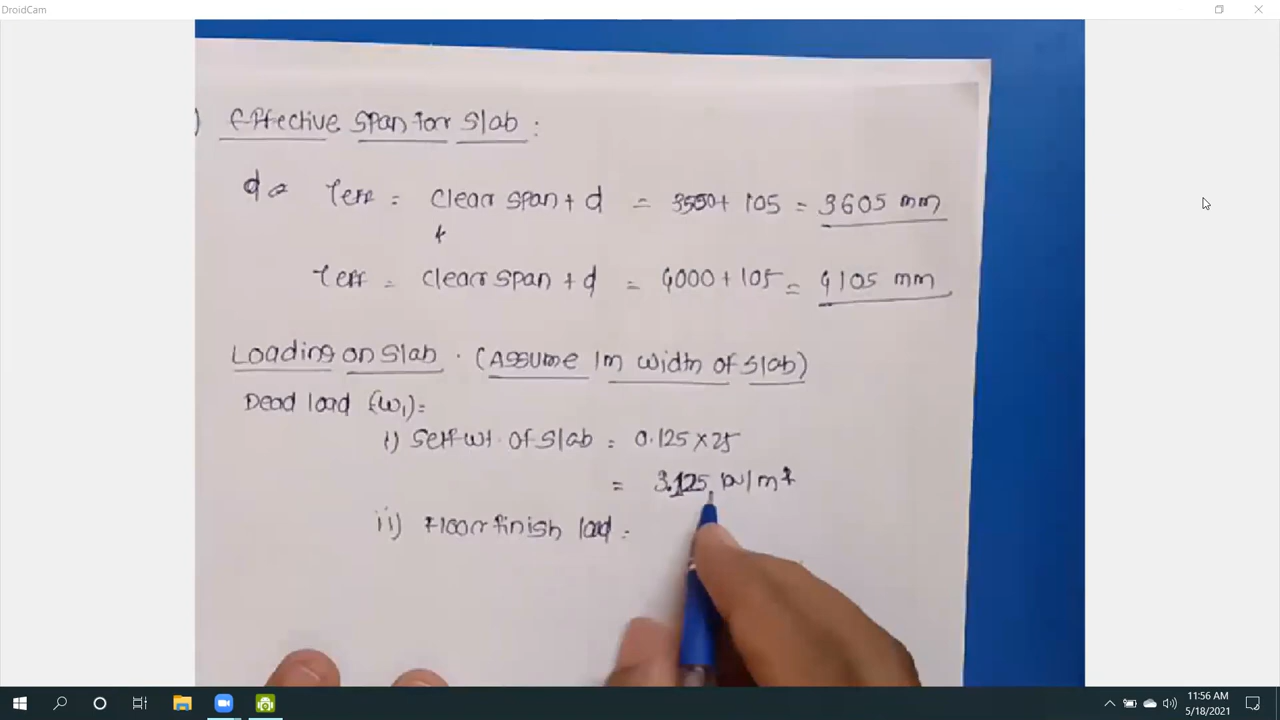 DroidCam
) Effective span for slab :
d = leff = clear span + d = 3500 + 105 = 3605 mm
&
leff = clear span + d = 4000 + 105 = 4105 mm
Loading on slab . (Assume 1m width of slab)
Dead load (W1) :-
i) Self wt. of slab = 0.125 x 25
= 3.125 kN/m²
ii) Floor finish load :
11:56 AM
5/18/2021